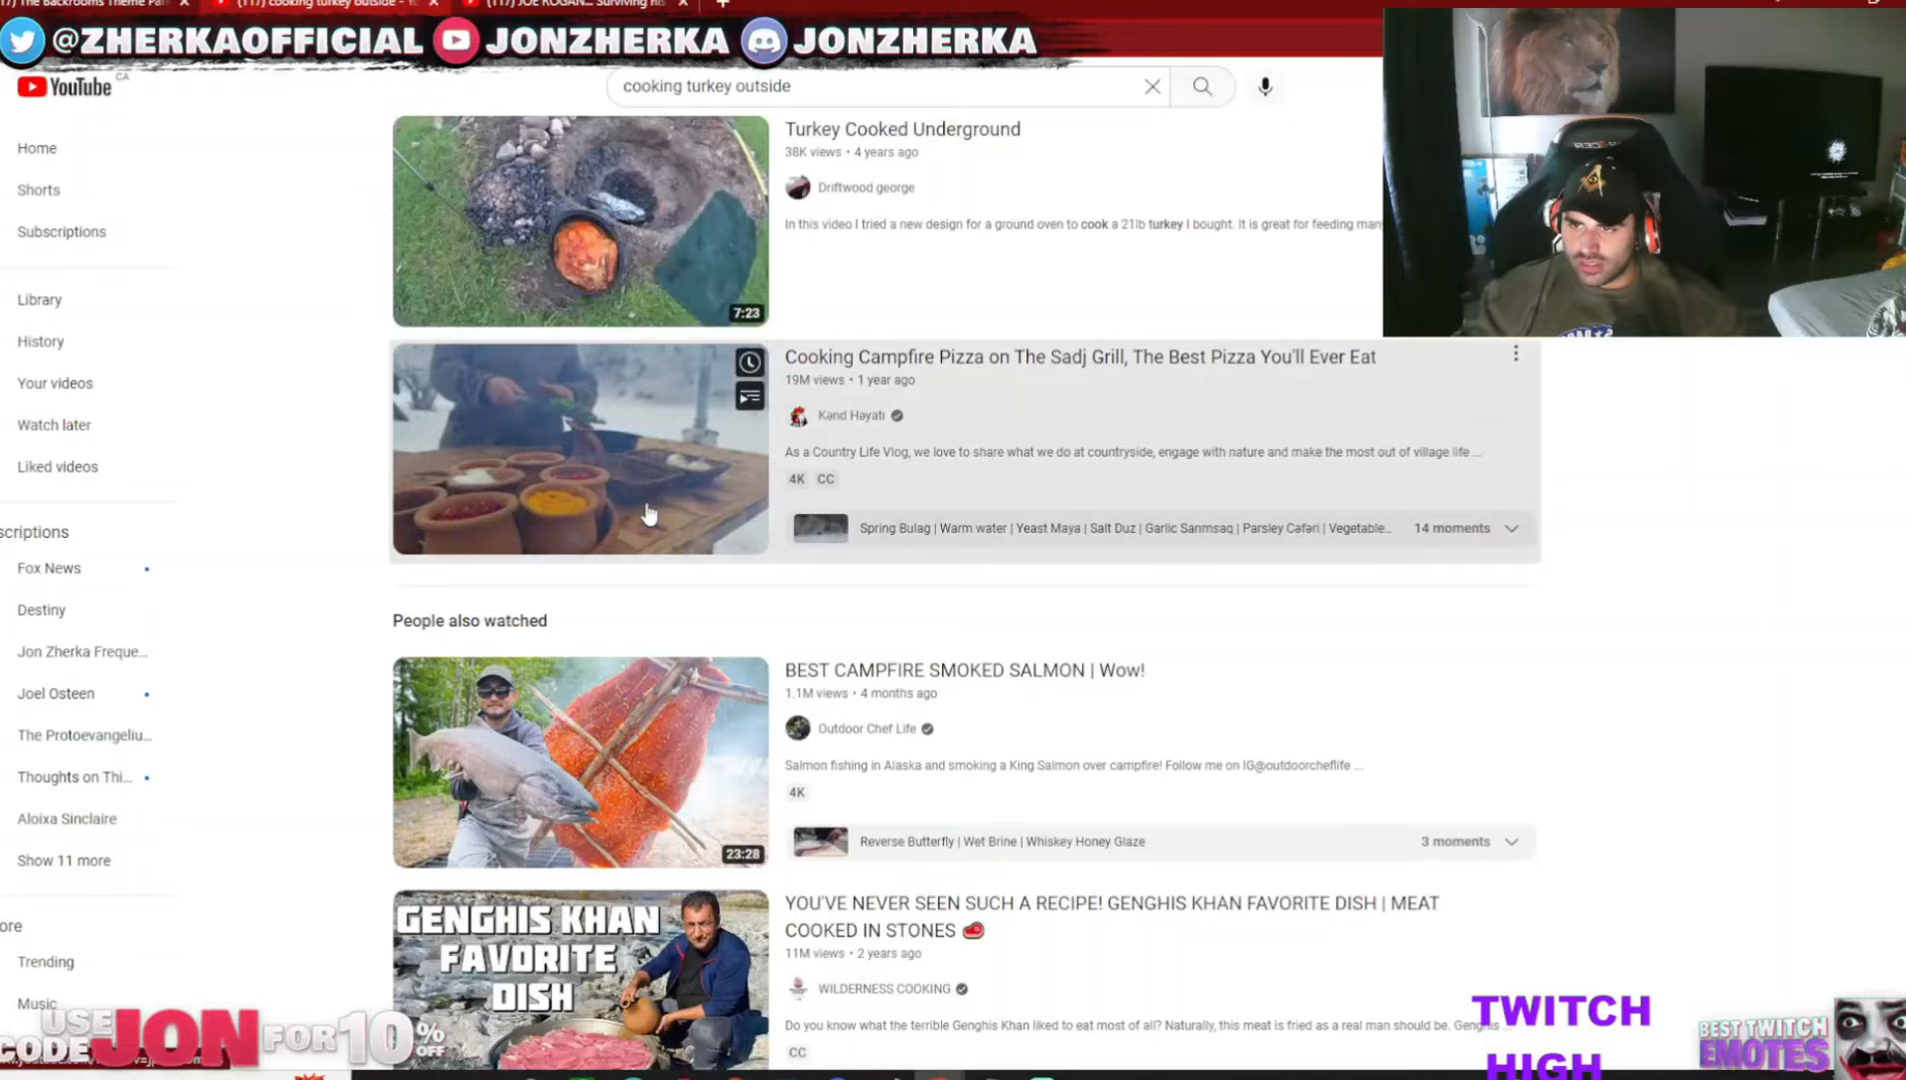 @ZHERKAOFFICIAL JONZHERKA JONZHERKA
YouTube CA
cooking turkey outside
Home
Shorts
Subscriptions
Library
History
Your videos
Watch later
Liked videos
scriptions
Fox News
Destiny
Jon Zherka Freque...
Joel Osteen
The Protoevangeliu...
Thoughts on Thi...
Aloixa Sinclaire
Show 11 more
ore
Trending
Music
Turkey Cooked Underground
38K views • 4 years ago
Driftwood george
In this video I tried a new design for a ground oven to cook a 21lb turkey I bought. It is great for feeding man
7:23
Cooking Campfire Pizza on The Sadj Grill, The Best Pizza You'll Ever Eat
19M views • 1 year ago
Kənd Həyatı
As a Country Life Vlog, we love to share what we do at countryside, engage with nature and make the most out of village life ...
4K CC
Spring Bulag | Warm water | Yeast Maya | Salt Duz | Garlic Sarımsaq | Parsley Cəfəri | Vegetable... 14 moments
People also watched
BEST CAMPFIRE SMOKED SALMON | Wow!
1.1M views • 4 months ago
Outdoor Chef Life
Salmon fishing in Alaska and smoking a King Salmon over campfire! Follow me on IG@outdoorcheflife ...
4K
Reverse Butterfly | Wet Brine | Whiskey Honey Glaze 3 moments
23:28
GENGHIS KHAN
FAVORITE
DISH
YOU'VE NEVER SEEN SUCH A RECIPE! GENGHIS KHAN FAVORITE DISH | MEAT
COOKED IN STONES
11M views • 2 years ago
WILDERNESS COOKING
Do you know what the terrible Genghis Khan liked to eat most of all? Naturally, this meat is fried as a real man should be. Genghis ...
CC
USE
CODE JON FOR 10 % OFF
TWITCH
HIGH
BEST TWITCH
EMOTES